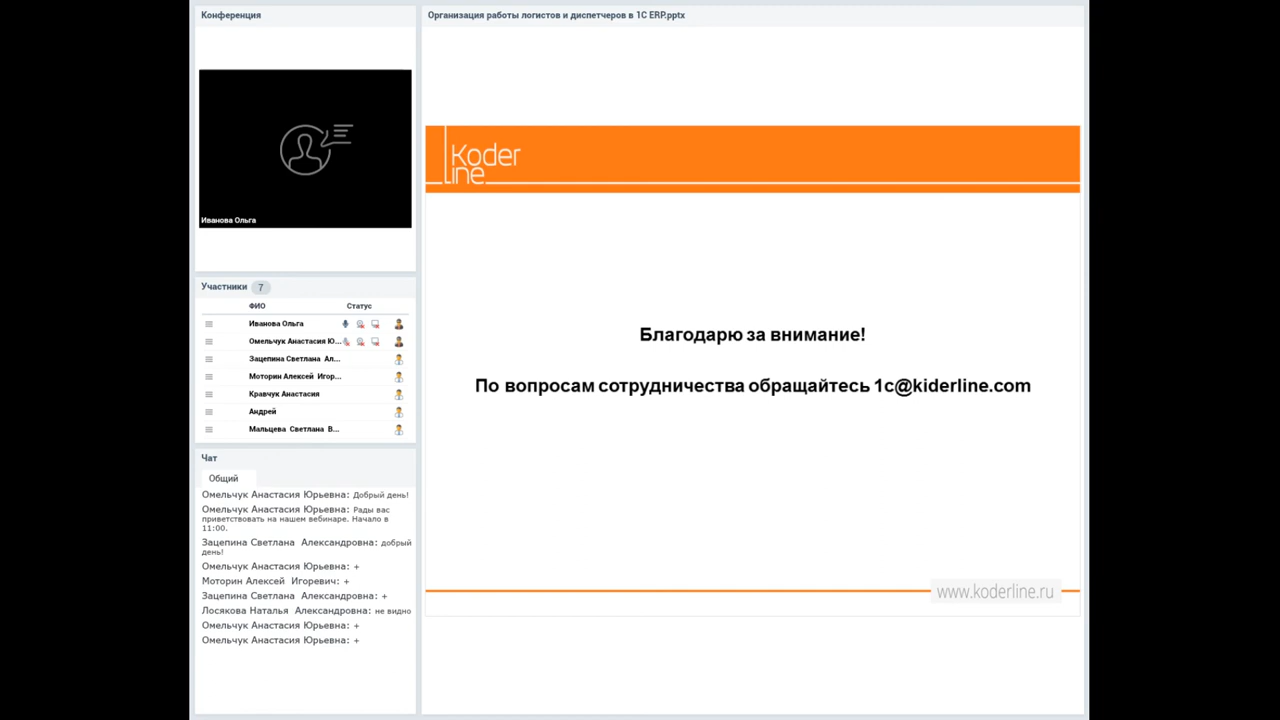 Конференция
Иванова Ольга
Участники 7
ФИО Статус
Иванова Ольга
Омельчук Анастасия Ю...
Зацепина Светлана Ал...
Моторин Алексей Игор...
Кравчук Анастасия
Андрей
Мальцева Светлана В...
Чат
Общий
Омельчук Анастасия Юрьевна: Добрый день!
Омельчук Анастасия Юрьевна: Рады вас
приветствовать на нашем вебинаре. Начало в
11:00.
Зацепина Светлана Александровна: добрый
день!
Омельчук Анастасия Юрьевна: +
Моторин Алексей Игоревич: +
Зацепина Светлана Александровна: +
Лосякова Наталья Александровна: не видно
Омельчук Анастасия Юрьевна: +
Омельчук Анастасия Юрьевна: +
Организация работы логистов и диспетчеров в 1С ERP.pptx
Koder
line
Благодарю за внимание!
По вопросам сотрудничества обращайтесь 1c@kiderline.com
www.koderline.ru